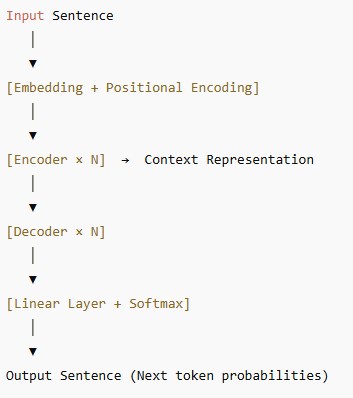 Input Sentence
│
▼
[Embedding + Positional Encoding]
│
▼
[Encoder × N] → Context Representation
│
▼
[Decoder × N]
│
▼
[Linear Layer + Softmax]
│
▼
Output Sentence (Next token probabilities)